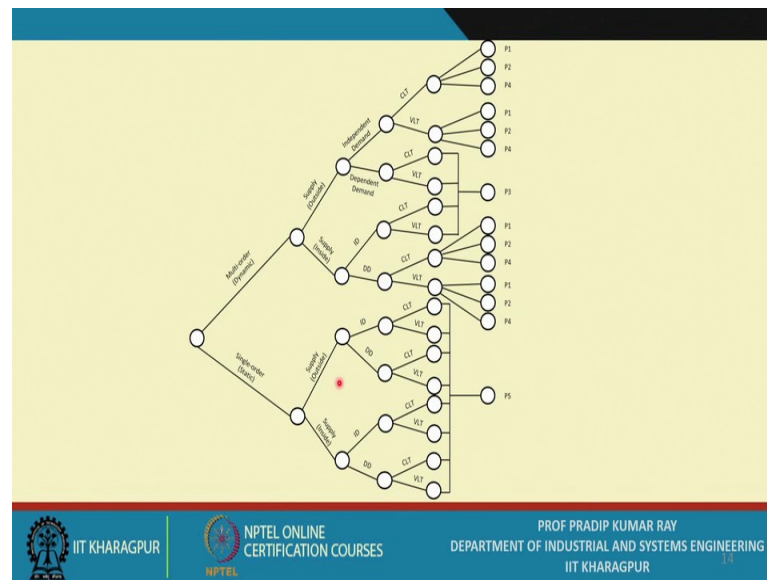 P1
P2
CLT
P4
Independent
Demand
P1
VLT
P2
P4
CLT
Supply
(Outside)
Dependent
Demand
VLT
P3
CLT
ID
VLT
Supply
(Inside)
P1
CLT
P2
DD
P4
Multi-order
(Dynamic)
VLT
P1
P2
P4
CLT
ID
VLT
Supply
(Outside)
CLT
DD
Single-order
(Static)
VLT
P5
CLT
ID
VLT
Supply
(Inside)
CLT
DD
VLT
IIT KHARAGPUR
NPTEL
NPTEL ONLINE
CERTIFICATION COURSES
PROF PRADIP KUMAR RAY
DEPARTMENT OF INDUSTRIAL AND SYSTEMS ENGINEERING
IIT KHARAGPUR
14